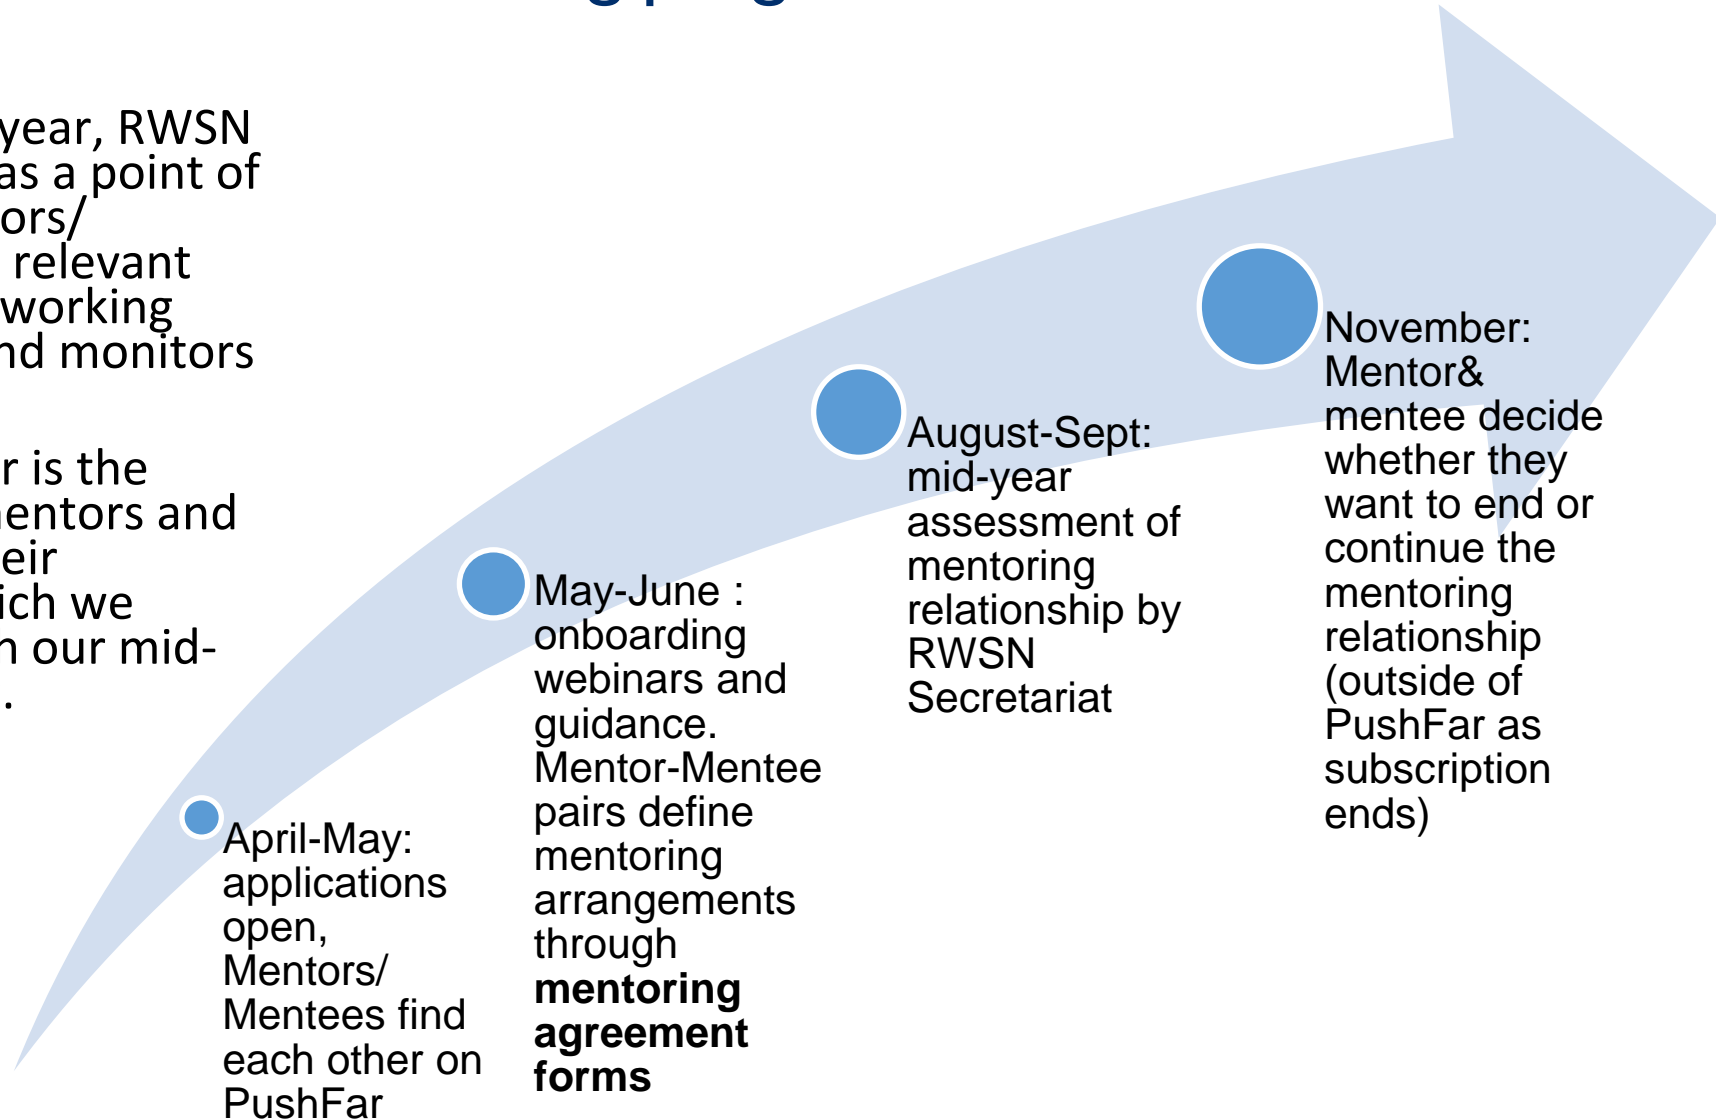 year, RWSN
as a point of
ors/
relevant
working
nd monitors
r is the
nentors and
eir
ich we
n our mid-
.
April-May:
applications
open,
Mentors/
Mentees find
each other on
PushFar
May-June :
onboarding
webinars and
guidance.
Mentor-Mentee
pairs define
mentoring
arrangements
through
mentoring
agreement
forms
August-Sept:
mid-year
assessment of
mentoring
relationship by
RWSN
Secretariat
November:
Mentor&
mentee decide
whether they
want to end or
continue the
mentoring
relationship
(outside of
PushFar as
subscription
ends)